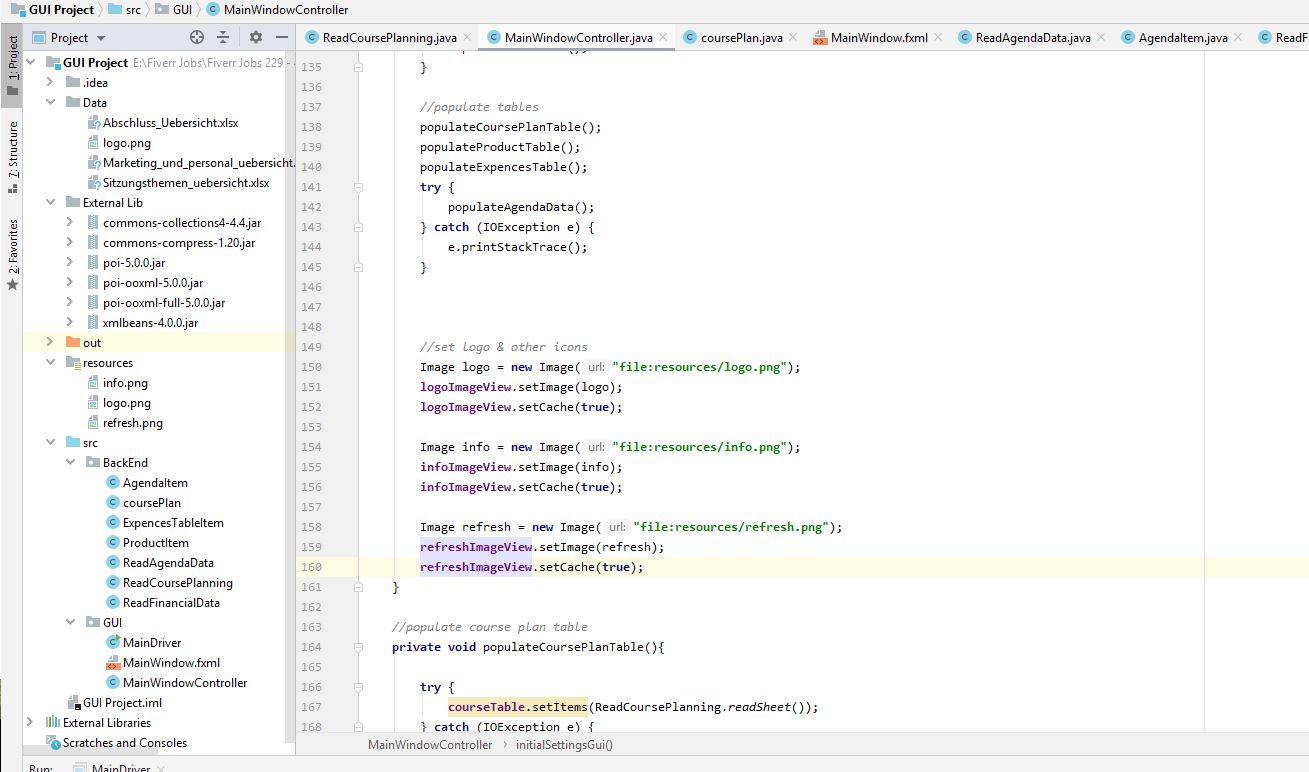 GUI Project src GUI MainWindowController
Project
ReadCoursePlanning.java MainWindowController.java coursePlan.java MainWindow.fxml ReadAgendaData.java AgendaItem.java ReadF
1: Project
7: Structure
2: Favorites
GUI Project E:\Fiverr Jobs\Fiverr Jobs 229 -
.idea
Data
Abschluss_Uebersicht.xlsx
logo.png
Marketing_und_personal_uebersicht.
Sitzungsthemen_uebersicht.xlsx
External Lib
commons-collections4-4.4.jar
commons-compress-1.20.jar
poi-5.0.0.jar
poi-ooxml-5.0.0.jar
poi-ooxml-full-5.0.0.jar
xmlbeans-4.0.0.jar
out
resources
info.png
logo.png
refresh.png
src
BackEnd
AgendaItem
coursePlan
ExpencesTableItem
ProductItem
ReadAgendaData
ReadCoursePlanning
ReadFinancialData
GUI
MainDriver
MainWindow.fxml
MainWindowController
GUI Project.iml
External Libraries
Scratches and Consoles
135 }
136
137 //populate tables
138 populateCoursePlanTable();
139 populateProductTable();
140 populateExpencesTable();
141 try {
142 populateAgendaData();
143 } catch (IOException e) {
144 e.printStackTrace();
145 }
146
147
148
149 //set logo & other icons
150 Image logo = new Image( url: "file:resources/logo.png");
151 logoImageView.setImage(logo);
152 logoImageView.setCache(true);
153
154 Image info = new Image( url: "file:resources/info.png");
155 infoImageView.setImage(info);
156 infoImageView.setCache(true);
157
158 Image refresh = new Image( url: "file:resources/refresh.png");
159 refreshImageView.setImage(refresh);
160 refreshImageView.setCache(true);
161 }
162
163 //populate course plan table
164 private void populateCoursePlanTable(){
165
166 try {
167 courseTable.setItems(ReadCoursePlanning.readSheet());
168 } catch (IOException e) {
MainWindowController › initialSettingsGui()
Run: MainDriver